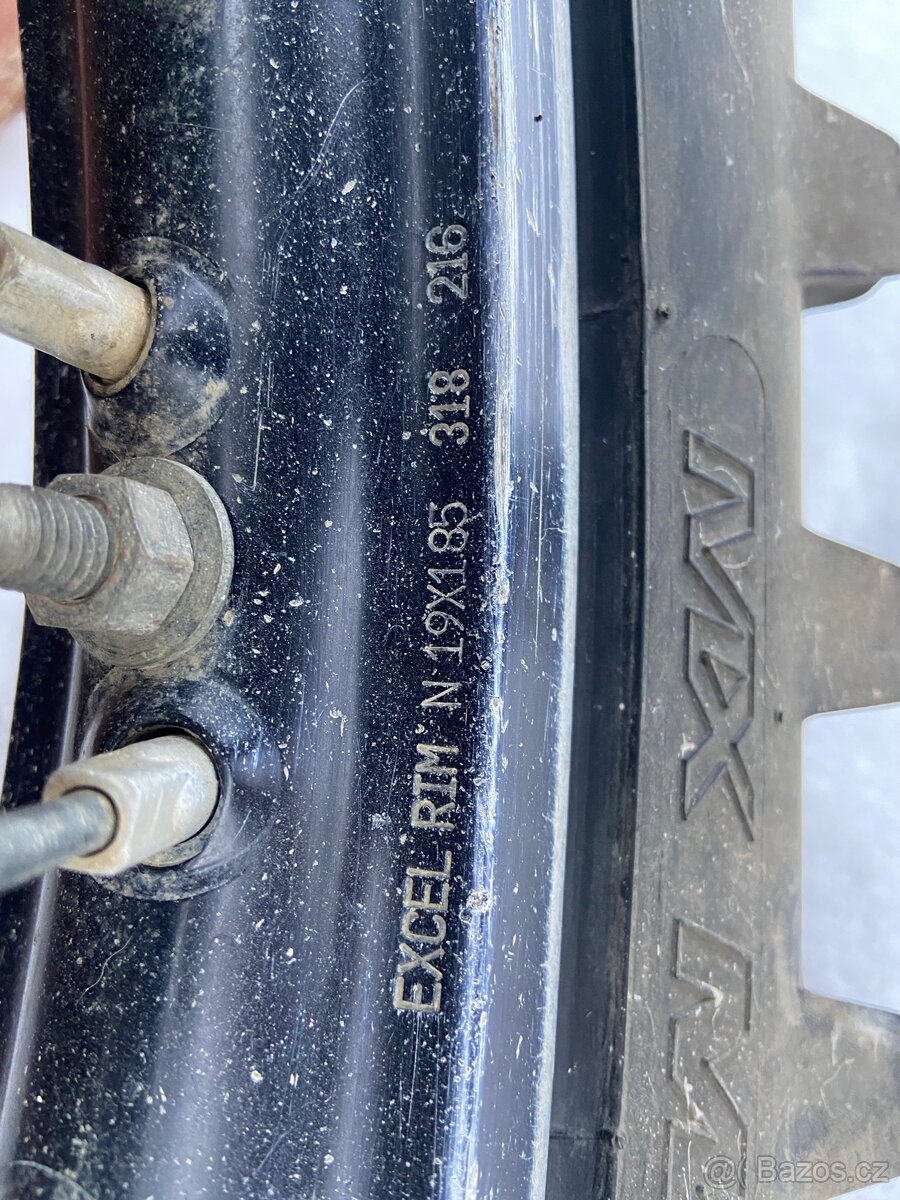 EXCEL RIM N 19X185 318 216
MX
@ Bazos.cz